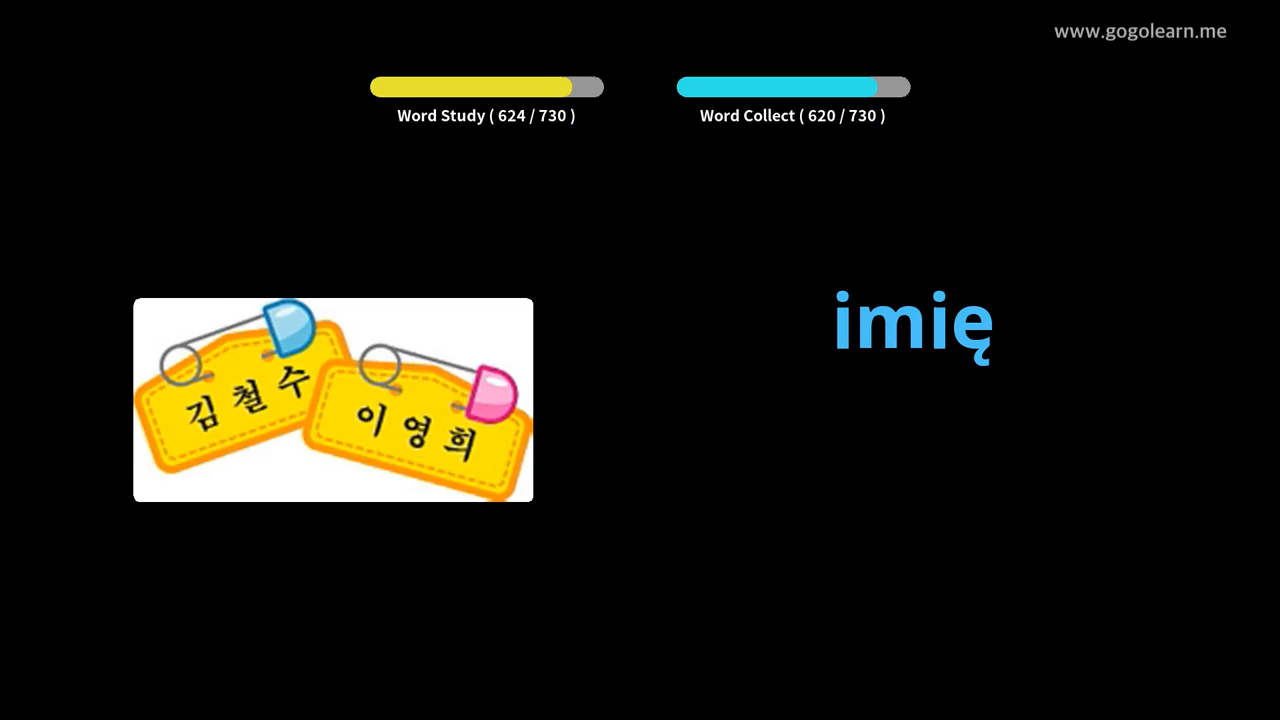 www.gogolearn.me
Word Study ( 624 / 730 )
Word Collect ( 620 / 730 )
imię
김철수
이영희